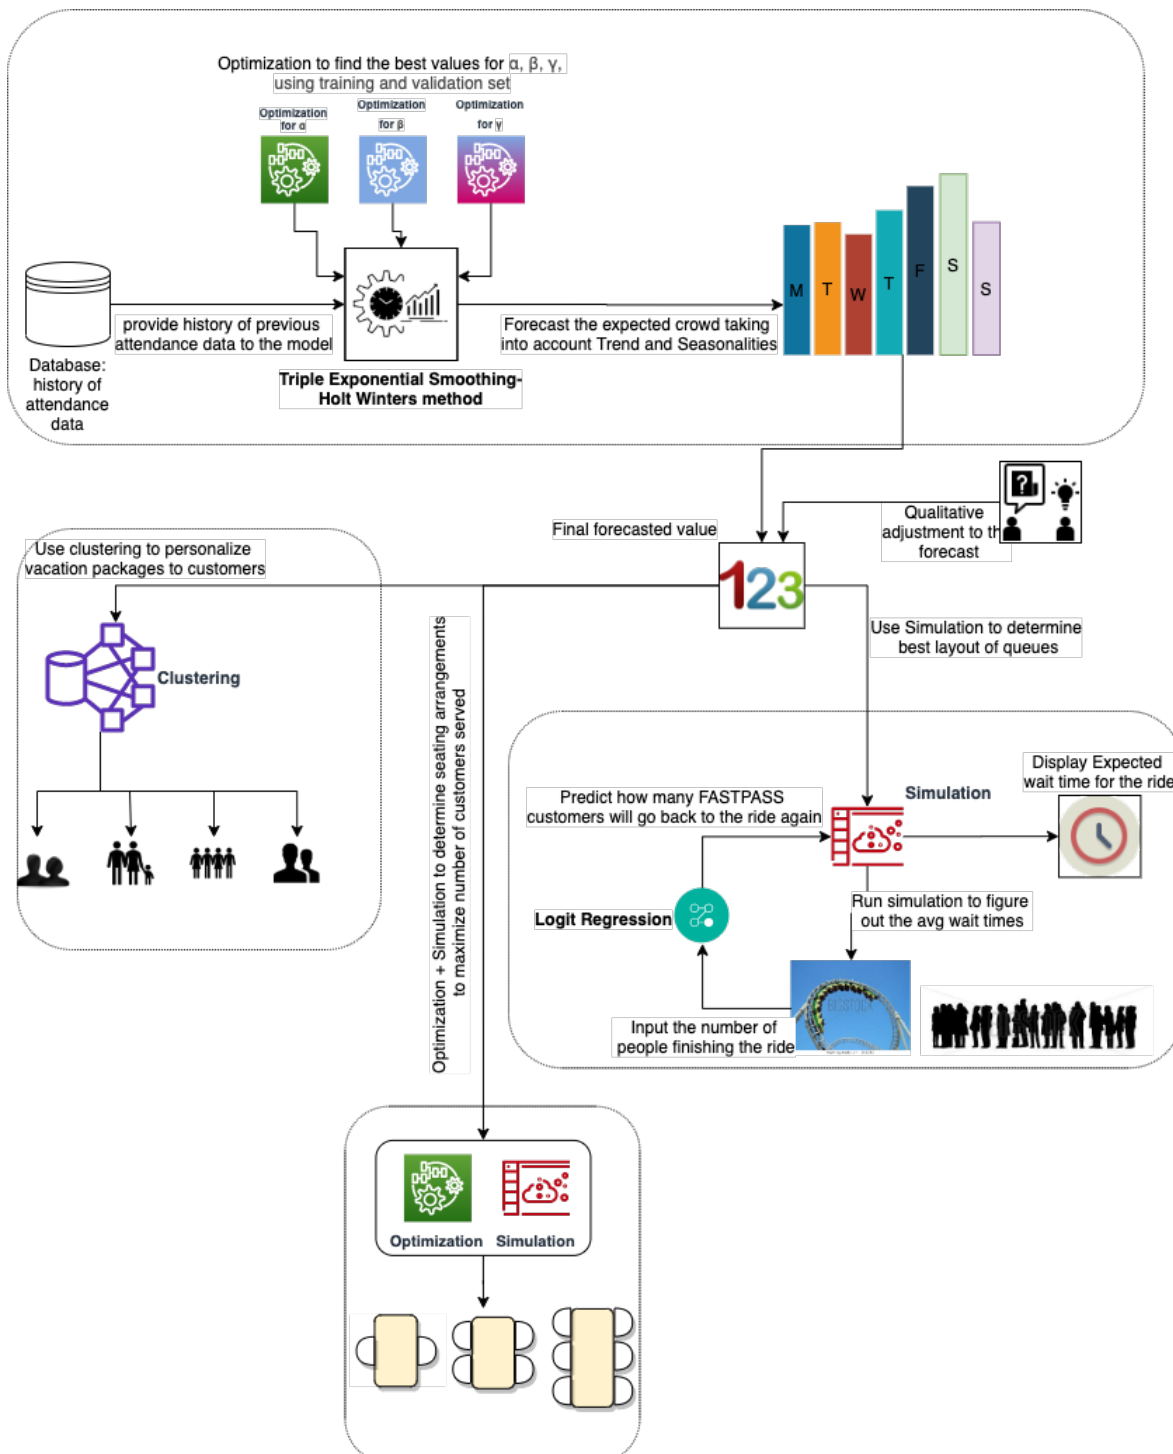 Optimization to find the best values for α, β, γ,
using training and validation set
Optimization
for α
Optimization
for β
Optimization
for γ
M
T
W
T
F
S
S
provide history of previous
attendance data to the model
Forecast the expected crowd taking
into account Trend and Seasonalities
Database:
history of
attendance
data
Triple Exponential Smoothing-
Holt Winters method
Final forecasted value
Qualitative
adjustment to th
forecast
?
Use clustering to personalize
vacation packages to customers
123
Use Simulation to determine
best layout of queues
Clustering
Optimization + Simulation to determine seating arrangements
to maximize number of customers served
Display Expected
wait time for the ride
Predict how many FASTPASS
customers will go back to the ride again
Simulation
Logit Regression
Run simulation to figure
out the avg wait times
BIGSTOCK
Input the number of
people finishing the ride
Optimization
Simulation